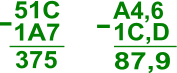 - 51C - A4,6
1A7 1C,D
375 87,9